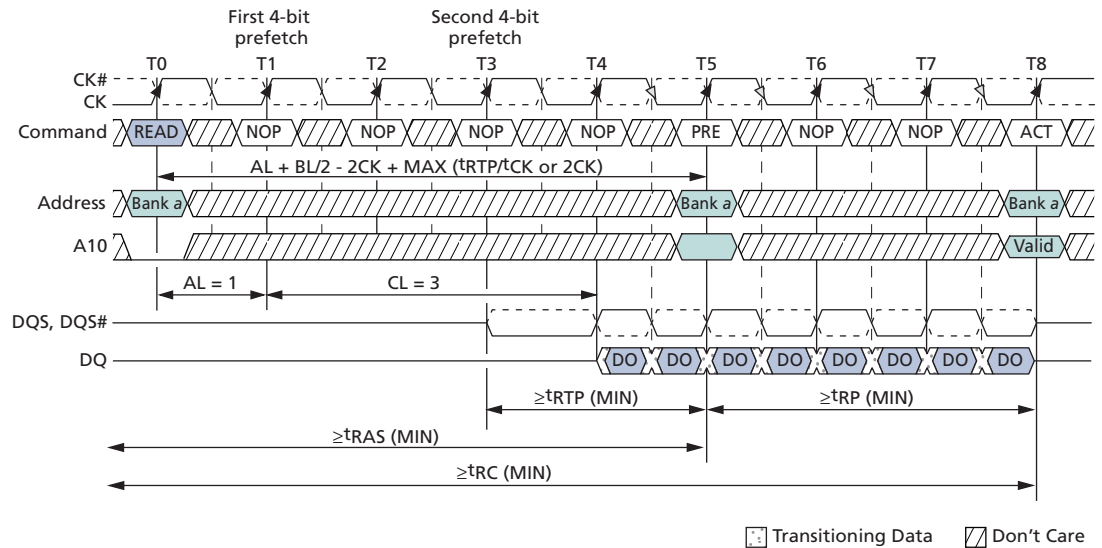 First 4-bit prefetch
Second 4-bit prefetch
T0 T1 T2 T3 T4 T5 T6 T7 T8
CK#
CK
Command READ NOP NOP NOP NOP PRE NOP NOP ACT
AL + BL/2 - 2CK + MAX (tRTP/tCK or 2CK)
Address Bank a Bank a Bank a
A10 Valid
AL = 1 CL = 3
DQS, DQS#
DQ DO DO DO DO DO DO DO DO
≥tRTP (MIN) ≥tRP (MIN)
≥tRAS (MIN)
≥tRC (MIN)
Transitioning Data Don't Care